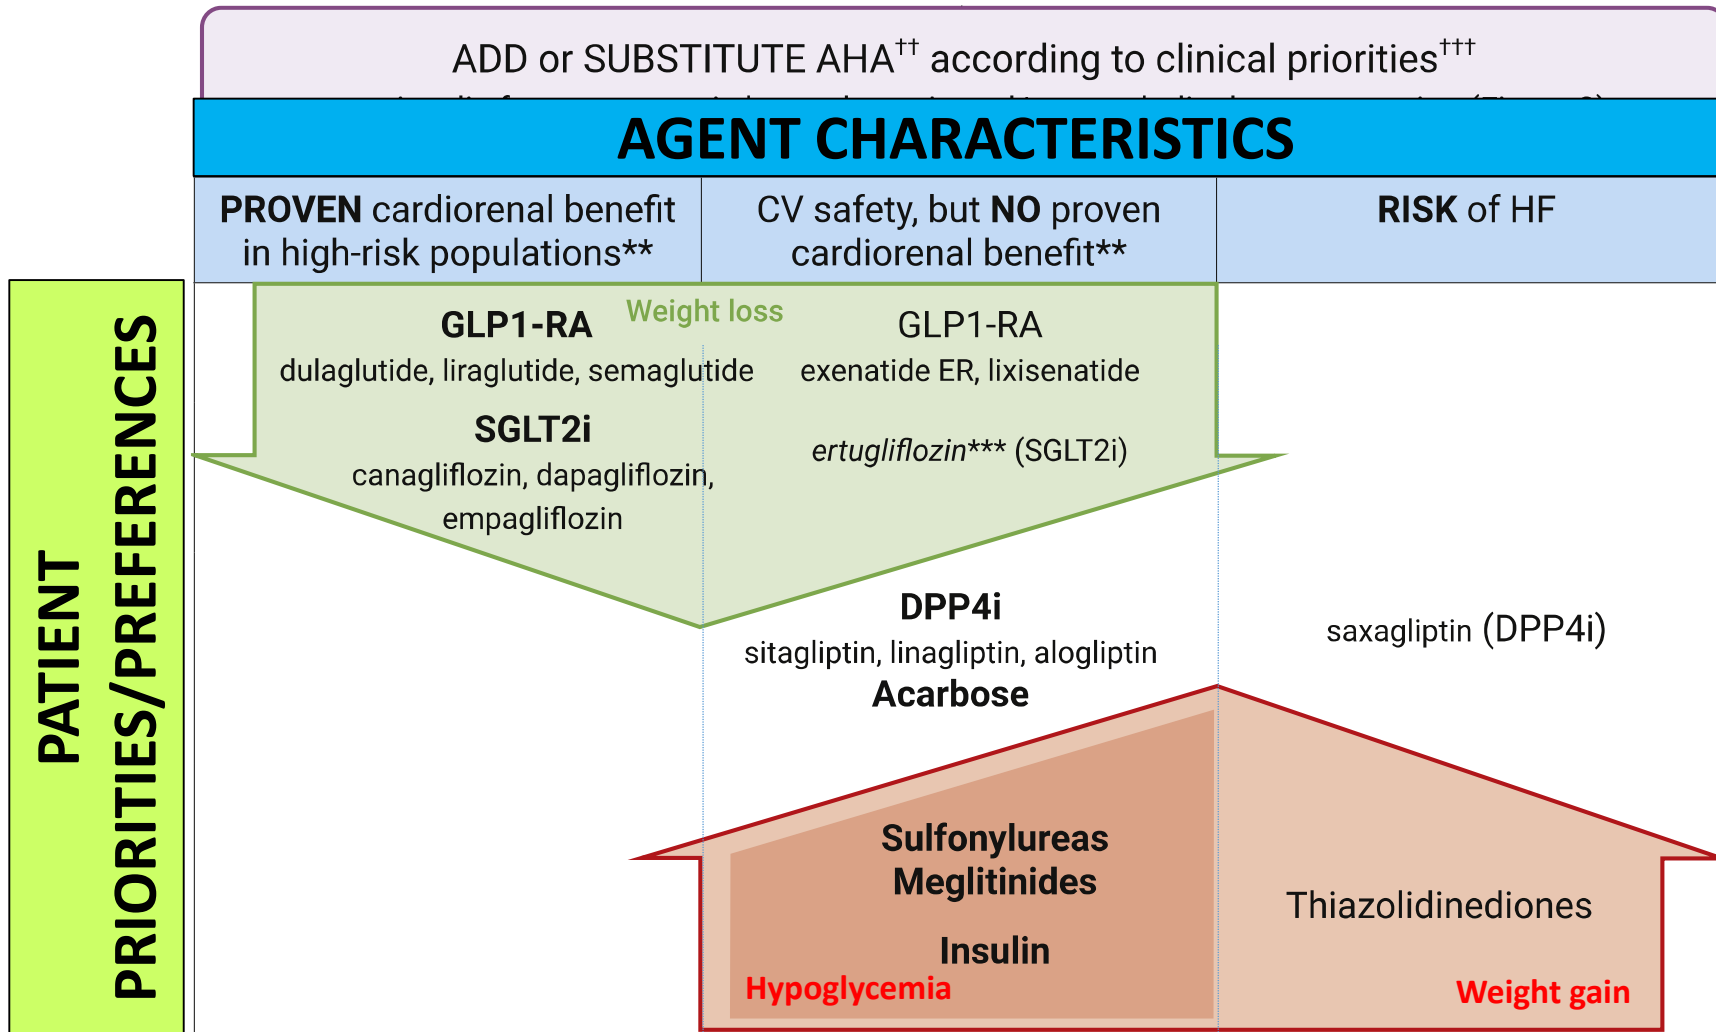 ADD or SUBSTITUTE AHA†† according to clinical priorities†††
AGENT CHARACTERISTICS
PROVEN cardiorenal benefit
in high-risk populations**
CV safety, but NO proven
cardiorenal benefit**
RISK of HF
PATIENT
PRIORITIES/PREFERENCES
Weight loss
GLP1-RA
dulaglutide, liraglutide, semaglutide
SGLT2i
canagliflozin, dapagliflozin,
empagliflozin
GLP1-RA
exenatide ER, lixisenatide
ertugliflozin*** (SGLT2i)
DPP4i
sitagliptin, linagliptin, alogliptin
Acarbose
saxagliptin (DPP4i)
Sulfonylureas
Meglitinides
Insulin
Hypoglycemia
Thiazolidinediones
Weight gain